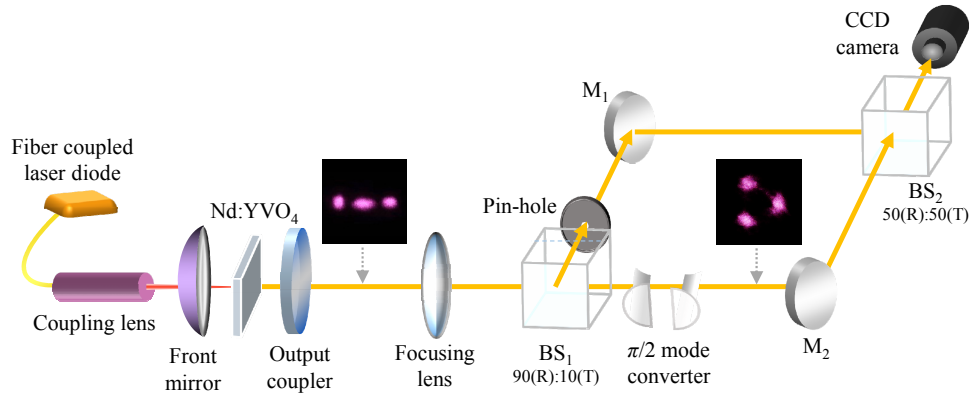 CCD
camera
M1
Fiber coupled
laser diode
Nd:YVO4
Pin-hole
BS2
50(R):50(T)
Coupling lens
Front
mirror
Output
coupler
Focusing
lens
BS1
90(R):10(T)
π/2 mode
converter
M2